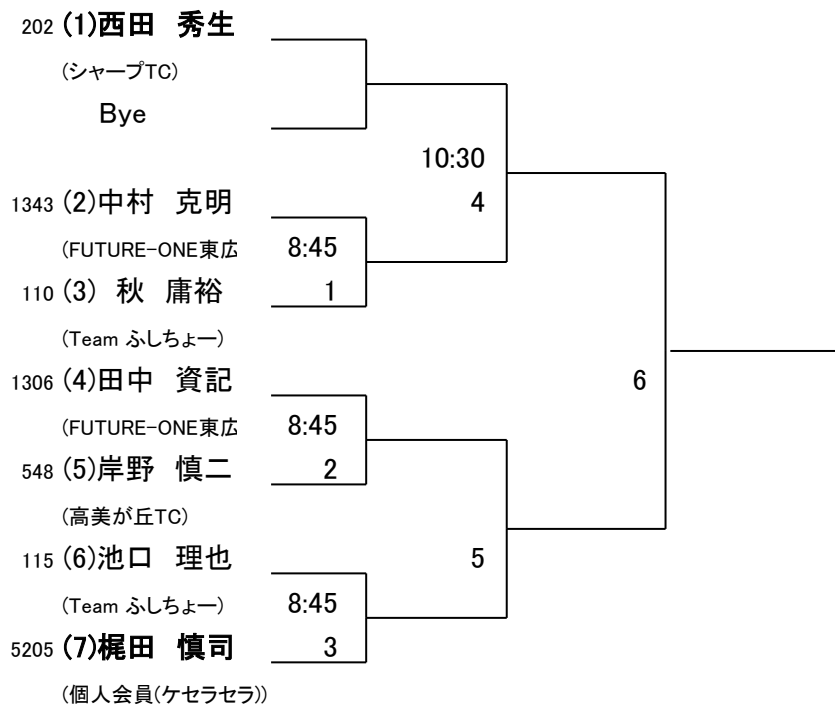 202 (1)西田 秀生
(シャープTC)
Bye
10:30
1343 (2)中村 克明 4
(FUTURE-ONE東広 8:45
110 (3) 秋 庸裕 1
(Team ふしちょー)
1306 (4)田中 資記 6
(FUTURE-ONE東広 8:45
548 (5)岸野 慎二 2
(高美が丘TC)
115 (6)池口 理也 5
(Team ふしちょー) 8:45
5205 (7)梶田 慎司 3
(個人会員(ケセラセラ))